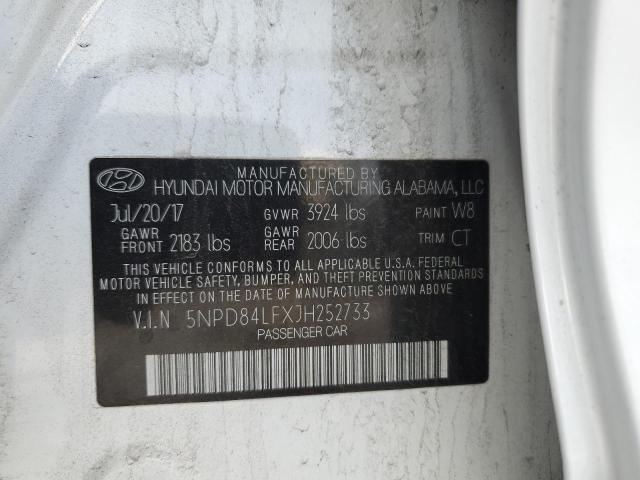 MANUFACTURED BY
HYUNDAI MOTOR MANUFACTURING ALABAMA, LLC
Jul/20/17 GVWR 3924 lbs PAINT W8
GAWR FRONT 2183 lbs GAWR REAR 2006 lbs TRIM CT
THIS VEHICLE CONFORMS TO ALL APPLICABLE U.S.A. FEDERAL
MOTOR VEHICLE SAFETY, BUMPER, AND THEFT PREVENTION STANDARDS
IN EFFECT ON THE DATE OF MANUFACTURE SHOWN ABOVE.
V.I.N 5NPD84LFXJH252733
PASSENGER CAR